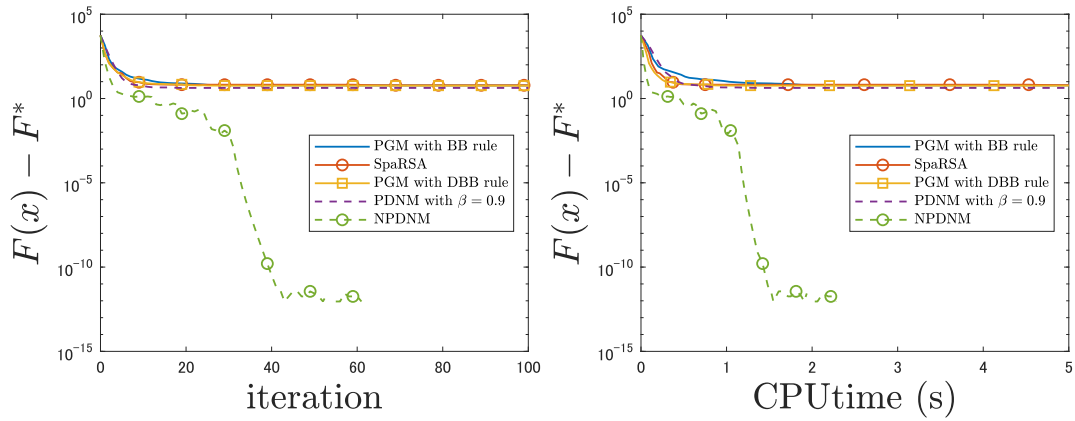 10^5
10^0
10^-5
10^-10
10^-15
F(x) − F*
0 20 40 60 80 100
iteration
PGM with BB rule
SpaRSA
PGM with DBB rule
PDNM with β = 0.9
NPDNM
10^5
10^0
10^-5
10^-10
10^-15
F(x) − F*
0 1 2 3 4 5
CPUtime (s)
PGM with BB rule
SpaRSA
PGM with DBB rule
PDNM with β = 0.9
NPDNM